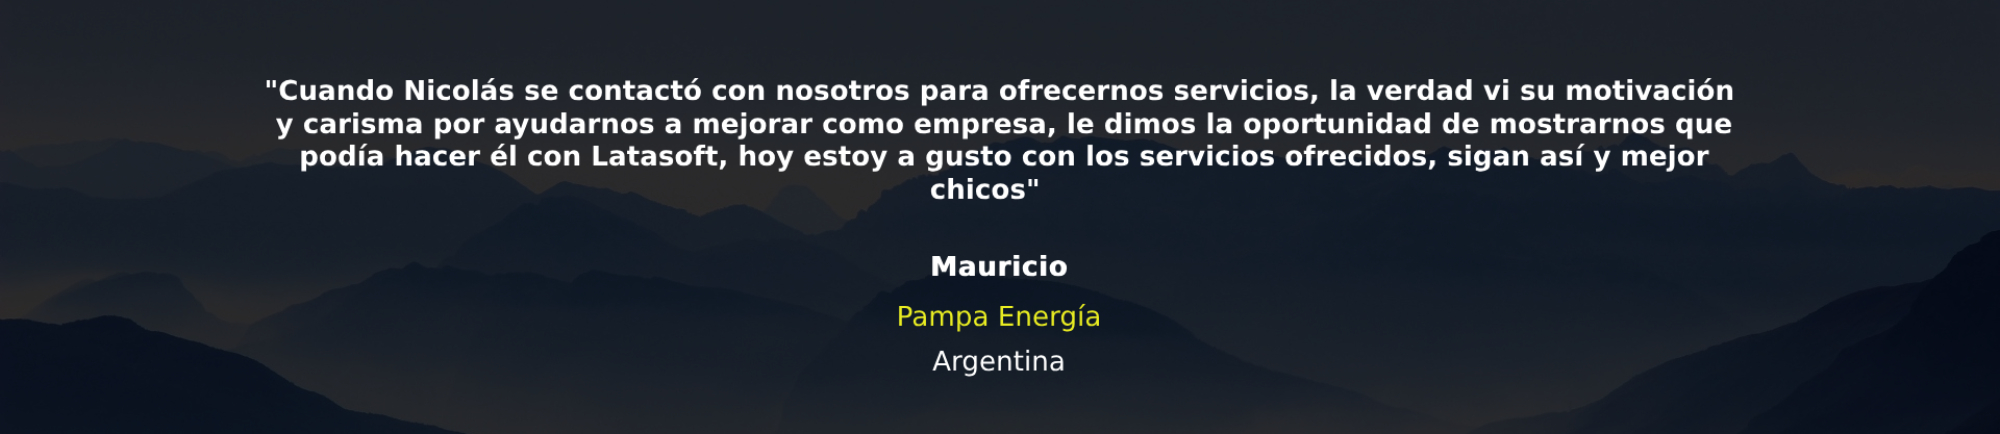 "Cuando Nicolás se contactó con nosotros para ofrecernos servicios, la verdad vi su motivación
y carisma por ayudarnos a mejorar como empresa, le dimos la oportunidad de mostrarnos que
podía hacer él con Latasoft, hoy estoy a gusto con los servicios ofrecidos, sigan así y mejor
chicos"
Mauricio
Pampa Energía
Argentina